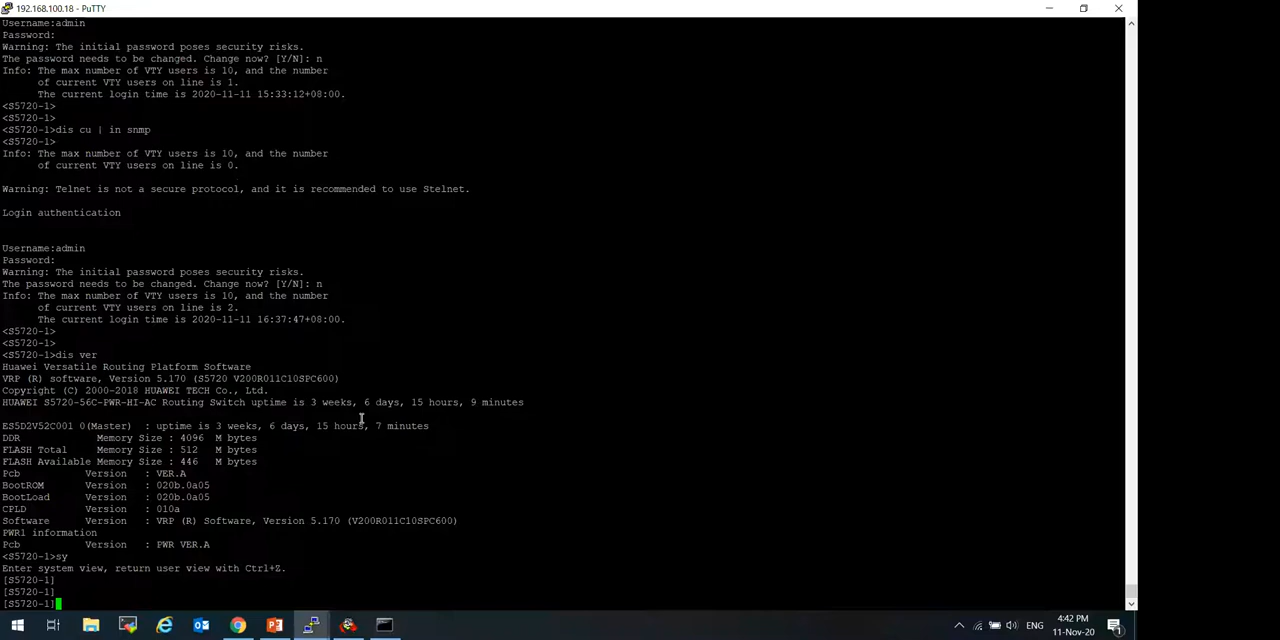 192.168.100.18 - PuTTY
Username:admin
Password:
Warning: The initial password poses security risks.
The password needs to be changed. Change now? [Y/N]: n
Info: The max number of VTY users is 10, and the number
of current VTY users on line is 1.
The current login time is 2020-11-11 15:33:12+08:00.
<S5720-1>
<S5720-1>
<S5720-1>dis cu | in snmp
<S5720-1>
Info: The max number of VTY users is 10, and the number
of current VTY users on line is 0.
Warning: Telnet is not a secure protocol, and it is recommended to use Stelnet.
Login authentication
Username:admin
Password:
Warning: The initial password poses security risks.
The password needs to be changed. Change now? [Y/N]: n
Info: The max number of VTY users is 10, and the number
of current VTY users on line is 2.
The current login time is 2020-11-11 16:37:47+08:00.
<S5720-1>
<S5720-1>
<S5720-1>dis ver
Huawei Versatile Routing Platform Software
VRP (R) software, Version 5.170 (S5720 V200R011C10SPC600)
Copyright (C) 2000-2018 HUAWEI TECH Co., Ltd.
HUAWEI S5720-56C-PWR-HI-AC Routing Switch uptime is 3 weeks, 6 days, 15 hours, 9 minutes
ES5D2V52C001 0(Master) : uptime is 3 weeks, 6 days, 15 hours, 7 minutes
DDR Memory Size : 4096 M bytes
FLASH Total Memory Size : 512 M bytes
FLASH Available Memory Size : 446 M bytes
Pcb Version : VER.A
BootROM Version : 020b.0a05
BootLoad Version : 020b.0a05
CPLD Version : 010a
Software Version : VRP (R) Software, Version 5.170 (V200R011C10SPC600)
PWR1 information
Pcb Version : PWR VER.A
<S5720-1>sy
Enter system view, return user view with Ctrl+Z.
[S5720-1]
[S5720-1]
[S5720-1]
ENG
4:42 PM
11-Nov-20
1